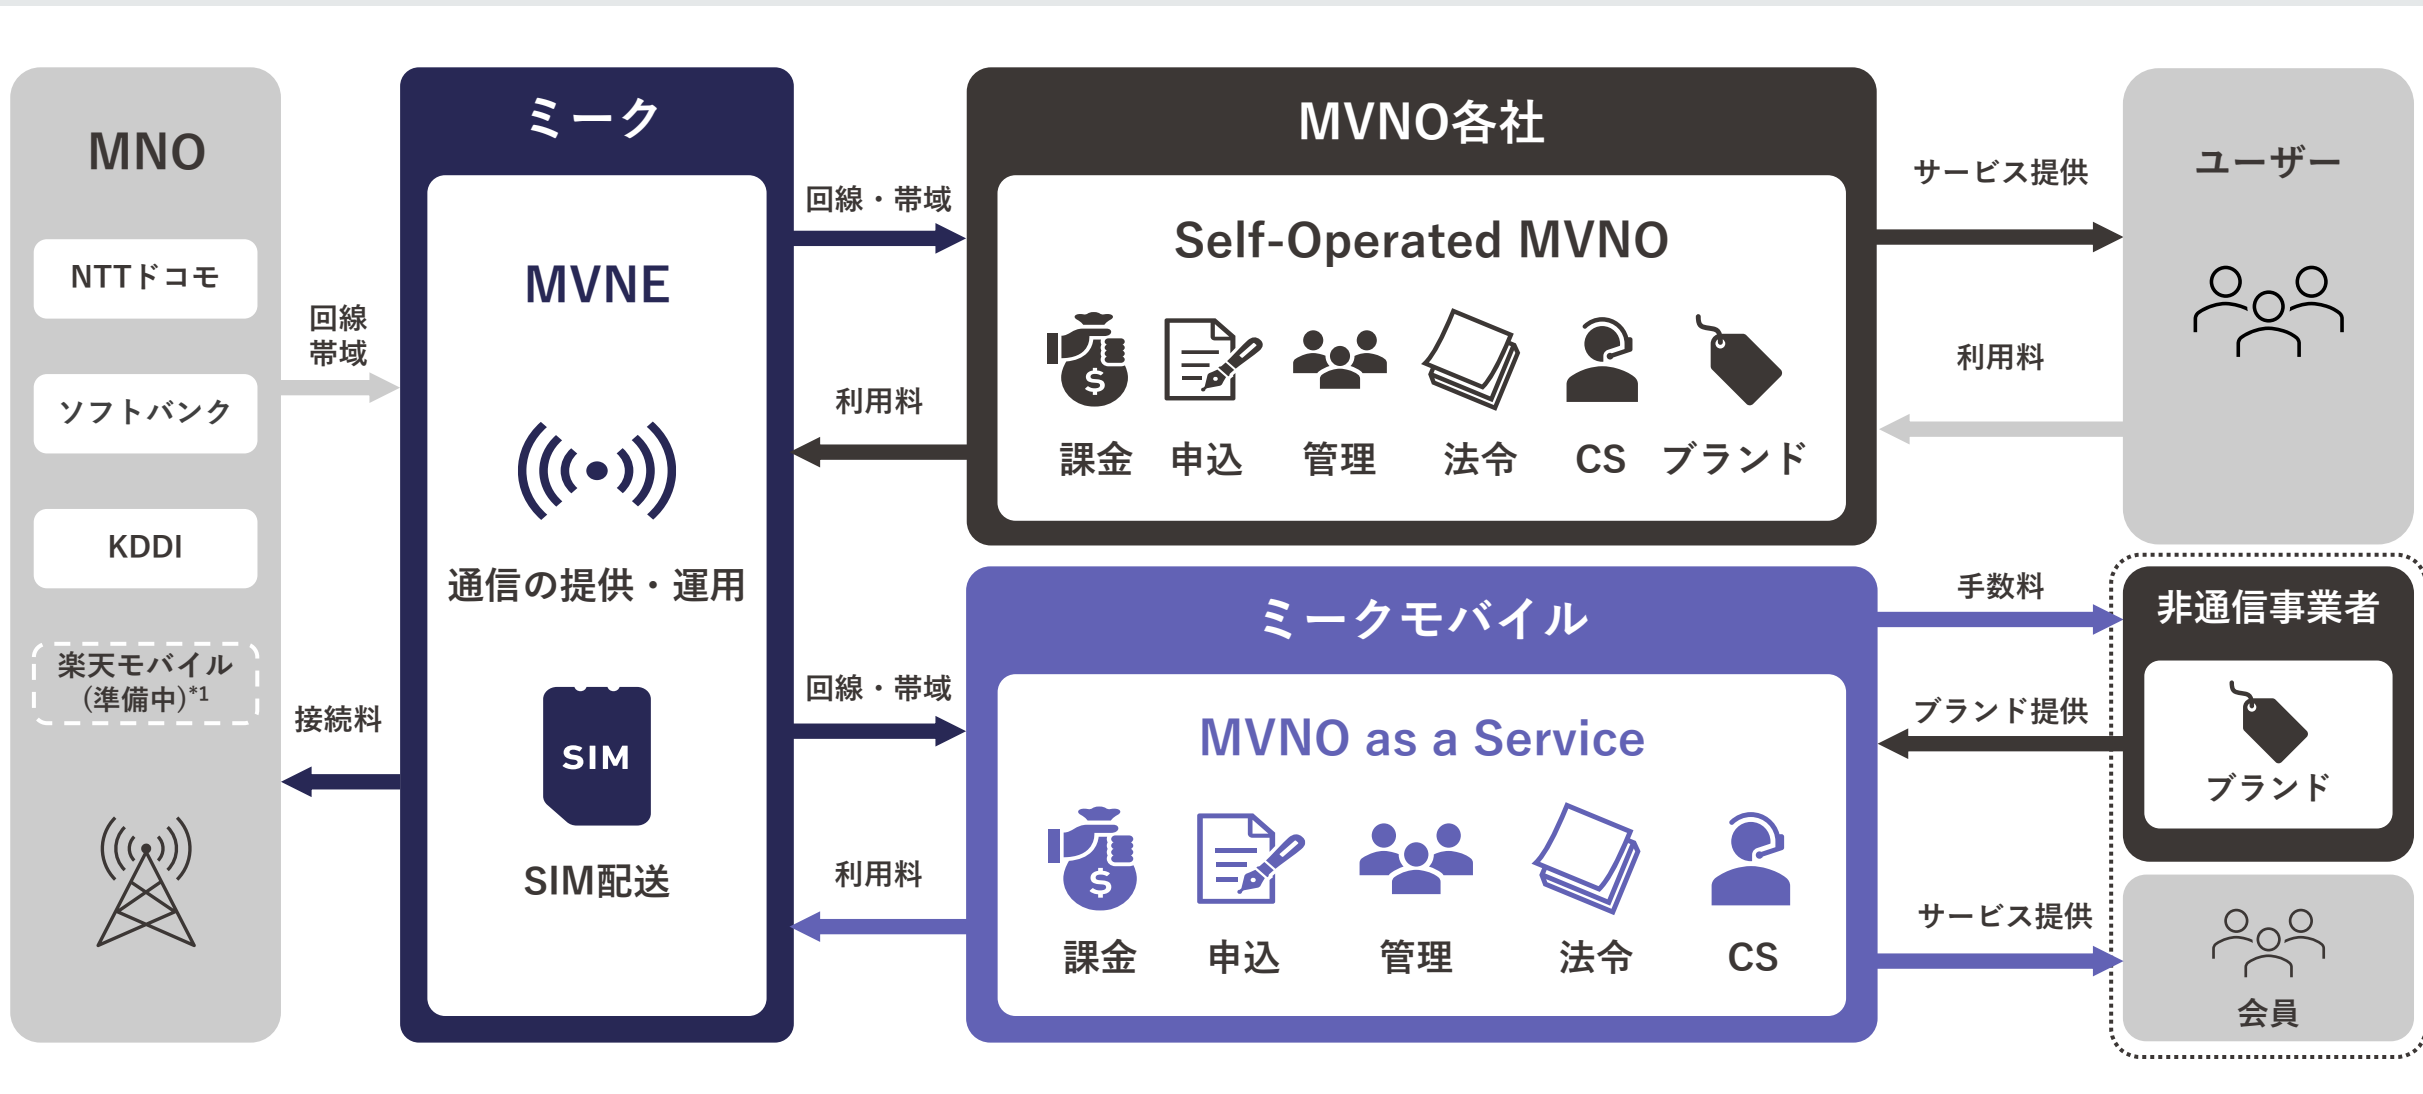 MNO
NTTドコモ
ソフトバンク
KDDI
楽天モバイル
(準備中)*1
回線
帯域
接続料
ミーク
MVNE
通信の提供・運用
SIM
SIM配送
回線・帯域
利用料
回線・帯域
利用料
MVNO各社
Self-Operated MVNO
$
課金 申込 管理 法令 CS ブランド
ミークモバイル
MVNO as a Service
$
課金 申込 管理 法令 CS
サービス提供
利用料
手数料
ブランド提供
サービス提供
ユーザー
非通信事業者
ブランド
会員